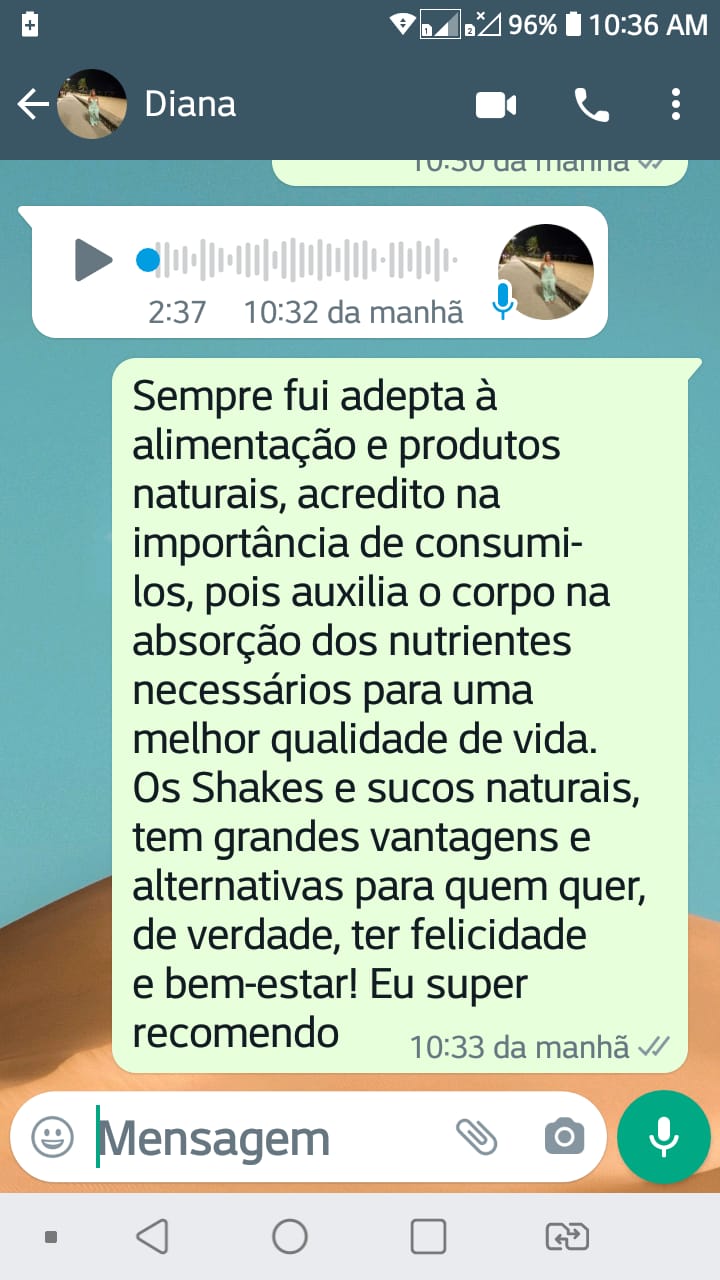 96% 10:36 AM
Diana
10:30 da manhã
2:37 10:32 da manhã
Sempre fui adepta à
alimentação e produtos
naturais, acredito na
importância de consumi-
los, pois auxilia o corpo na
absorção dos nutrientes
necessários para uma
melhor qualidade de vida.
Os Shakes e sucos naturais,
tem grandes vantagens e
alternativas para quem quer,
de verdade, ter felicidade
e bem-estar! Eu super
recomendo
10:33 da manhã
Mensagem